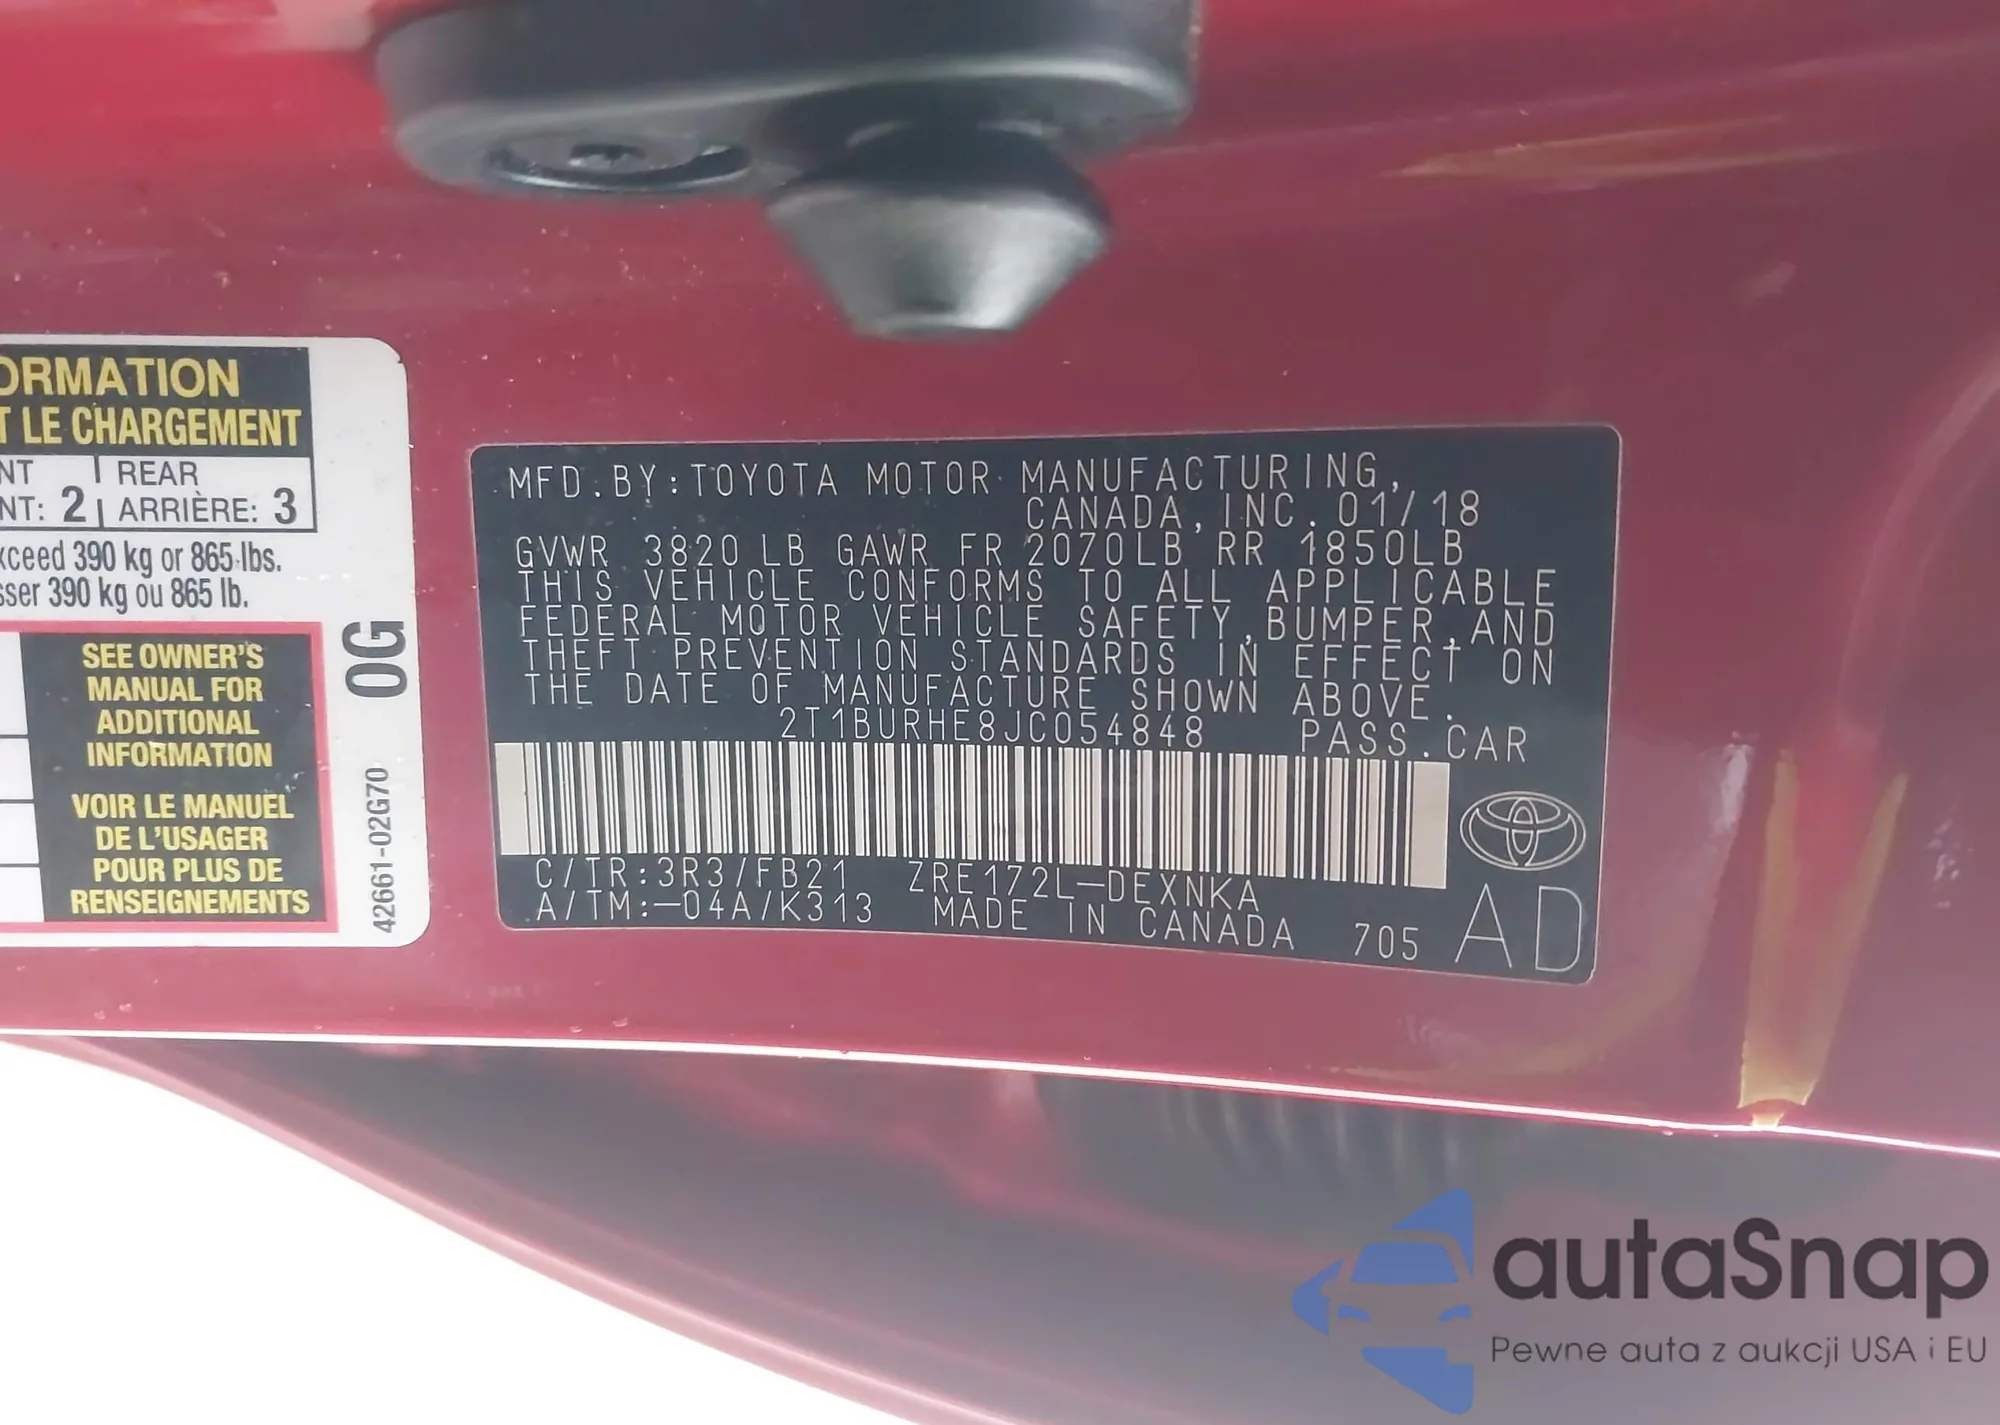 ORMATION
T LE CHARGEMENT
NT | REAR
NT: 2 | ARRIÈRE: 3
xceed 390 kg or 865 lbs.
sser 390 kg ou 865 lb.
SEE OWNER'S
MANUAL FOR
ADDITIONAL
INFORMATION
VOIR LE MANUEL
DE L'USAGER
POUR PLUS DE
RENSEIGNEMENTS
0G
42661-02G70
MFD.BY:TOYOTA MOTOR MANUFACTURING,
CANADA,INC.01/18
GVWR 3820LB GAWR FR 2070LB RR 1850LB
THIS VEHICLE CONFORMS TO ALL APPLICABLE
FEDERAL MOTOR VEHICLE SAFETY,BUMPER,AND
THEFT PREVENTION STANDARDS IN EFFECT ON
THE DATE OF MANUFACTURE SHOWN ABOVE.
2T1BURHE8JC054848 PASS.CAR
C/TR:3R3/FB21 ZRE172L-DEXNKA
A/TM:-04A/K313 MADE IN CANADA 705 AD
autaSnap
Pewne auta z aukcji USA i EU